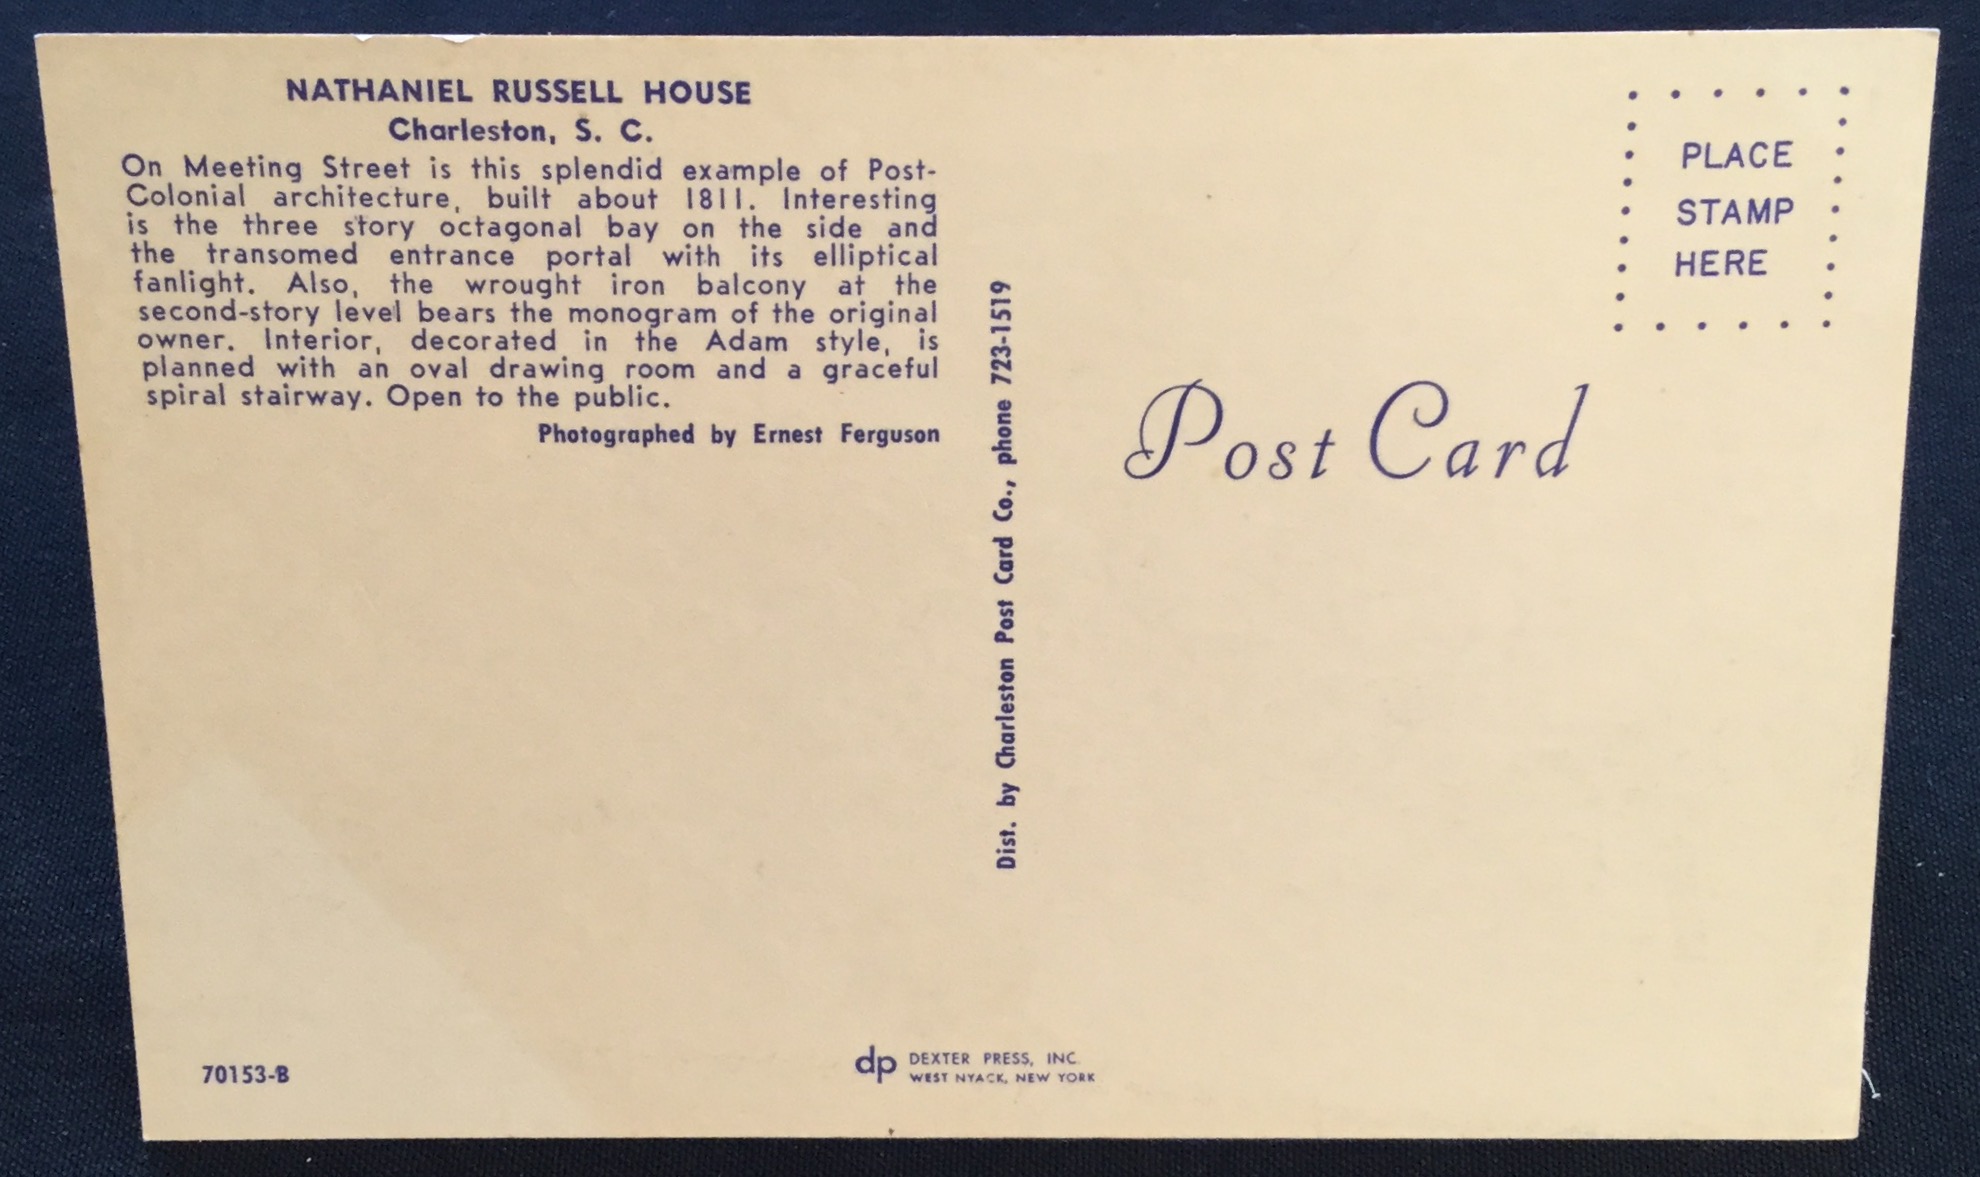 NATHANIEL RUSSELL HOUSE
Charleston, S. C.
On Meeting Street is this splendid example of Post-
Colonial architecture, built about 1811. Interesting
is the three story octagonal bay on the side and
the transomed entrance portal with its elliptical
fanlight. Also, the wrought iron balcony at the
second-story level bears the monogram of the original
owner. Interior, decorated in the Adam style, is
planned with an oval drawing room and a graceful
spiral stairway. Open to the public.
Photographed by Ernest Ferguson
Dist. by Charleston Post Card Co., phone 723-1519
PLACE
STAMP
HERE
Post Card
70153-B
dp
DEXTER PRESS, INC.
WEST NYACK, NEW YORK